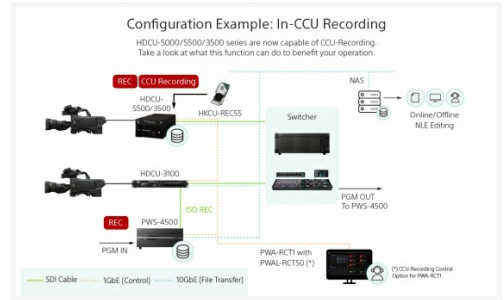 Configuration Example: In-CCU Recording
HDCU-5000/5500/3500 series are now capable of CCU-Recording.
Take a look at what this function can do to benefit your operation.
REC
CCU Recording
HDCU-
5500/3500
HKCU-REC55
NAS
Online/Offline
NLE Editing
Switcher
HDCU-3100
ISO REC
REC
PWS-4500
PGM IN
PGM OUT
To PWS-4500
PWA-RCT1 with
PWAL-RCT50 (*)
(*) CCU-Recording Control
Option for PWA-RCT1
SDI Cable
1GbE (Control)
10GbE (File Transfer)